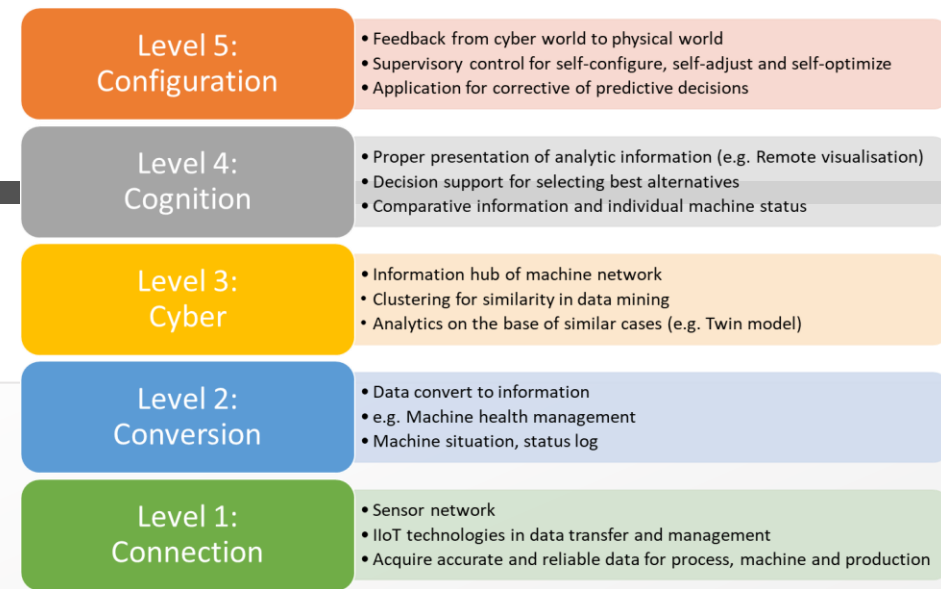 Level 5:
Configuration
• Feedback from cyber world to physical world
• Supervisory control for self-configure, self-adjust and self-optimize
• Application for corrective of predictive decisions
Level 4:
Cognition
• Proper presentation of analytic information (e.g. Remote visualisation)
• Decision support for selecting best alternatives
• Comparative information and individual machine status
Level 3:
Cyber
• Information hub of machine network
• Clustering for similarity in data mining
• Analytics on the base of similar cases (e.g. Twin model)
Level 2:
Conversion
• Data convert to information
• e.g. Machine health management
• Machine situation, status log
Level 1:
Connection
• Sensor network
• IIoT technologies in data transfer and management
• Acquire accurate and reliable data for process, machine and production